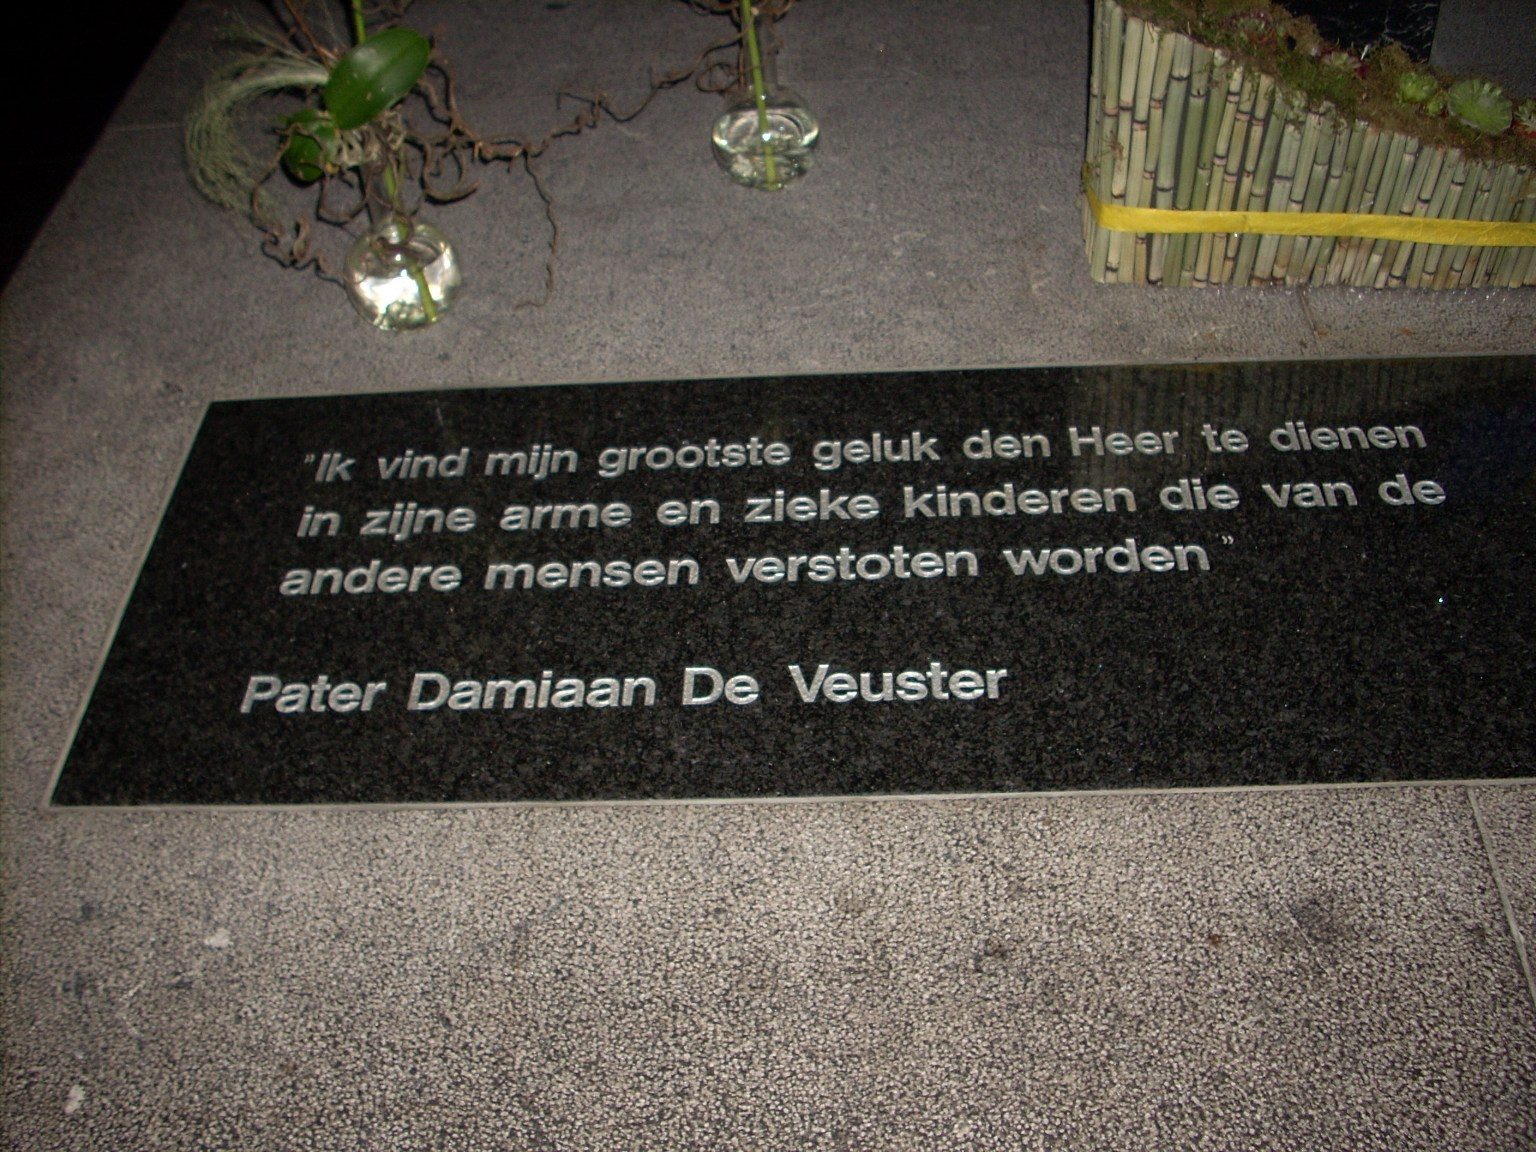 "Ik vind mijn grootste geluk den Heer te dienen
in zijne arme en zieke kinderen die van de
andere mensen verstoten worden"
Pater Damiaan De Veuster